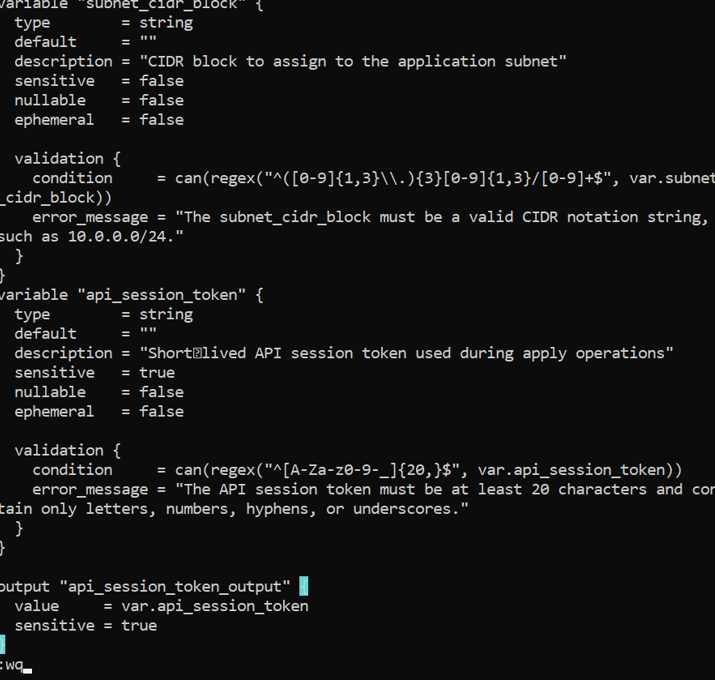 variable "subnet_cidr_block" {
  type        = string
  default     = ""
  description = "CIDR block to assign to the application subnet"
  sensitive   = false
  nullable    = false
  ephemeral   = false

  validation {
    condition     = can(regex("^([0-9]{1,3}\\.){3}[0-9]{1,3}/[0-9]+$", var.subnet
_cidr_block))
    error_message = "The subnet_cidr_block must be a valid CIDR notation string,
such as 10.0.0.0/24."
  }
}
variable "api_session_token" {
  type        = string
  default     = ""
  description = "Short�lived API session token used during apply operations"
  sensitive   = true
  nullable    = false
  ephemeral   = false

  validation {
    condition     = can(regex("^[A-Za-z0-9-_]{20,}$", var.api_session_token))
    error_message = "The API session token must be at least 20 characters and con
tain only letters, numbers, hyphens, or underscores."
  }
}

output "api_session_token_output" {
  value     = var.api_session_token
  sensitive = true
}
:wq